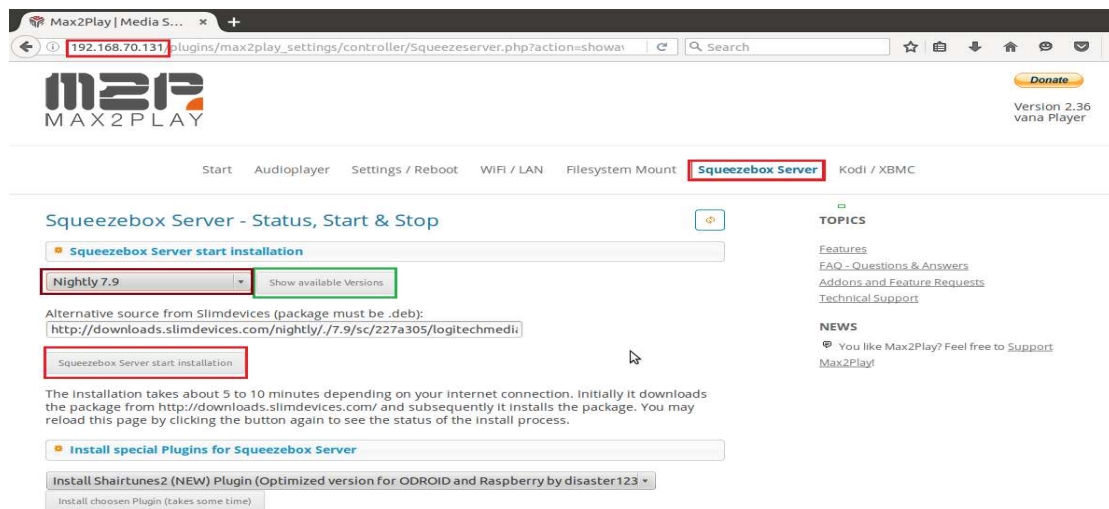 Max2Play | Media S... × +
192.168.70.131/plugins/max2play_settings/controller/Squeezeserver.php?action=showav
Search
M2P
MAX2PLAY
Donate
Version 2.36
vana Player
Start Audioplayer Settings / Reboot WiFi / LAN Filesystem Mount Squeezebox Server Kodi / XBMC
Squeezebox Server - Status, Start & Stop
Squeezebox Server start installation
Nightly 7.9
Show available Versions
Alternative source from Slimdevices (package must be .deb):
http://downloads.slimdevices.com/nightly/./7.9/sc/227a305/logitechmedia
Squeezebox Server start installation
The installation takes about 5 to 10 minutes depending on your internet connection. Initially it downloads
the package from http://downloads.slimdevices.com/ and subsequently it installs the package. You may
reload this page by clicking the button again to see the status of the install process.
Install special Plugins for Squeezebox Server
Install Shairtunes2 (NEW) Plugin (Optimized version for ODROID and Raspberry by disaster123
Install choosen Plugin (takes some time)
TOPICS
Features
FAQ - Questions & Answers
Addons and Feature Requests
Technical Support
NEWS
You like Max2Play? Feel free to Support
Max2Play!